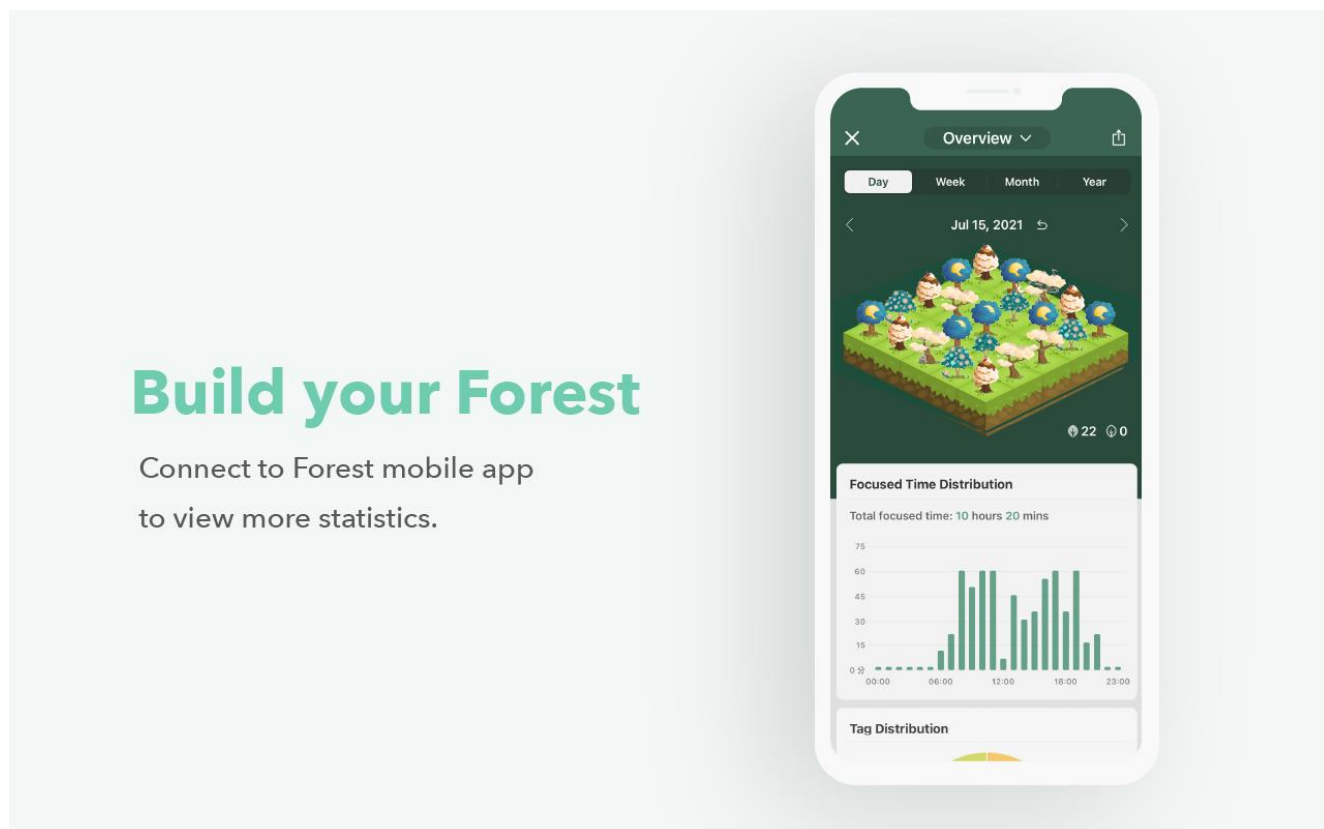 Build your Forest
Connect to Forest mobile app
to view more statistics.
Overview
Day Week Month Year
Jul 15, 2021
22 0
Focused Time Distribution
Total focused time: 10 hours 20 mins
75
60
45
30
15
0 分
00:00 06:00 12:00 18:00 23:00
Tag Distribution